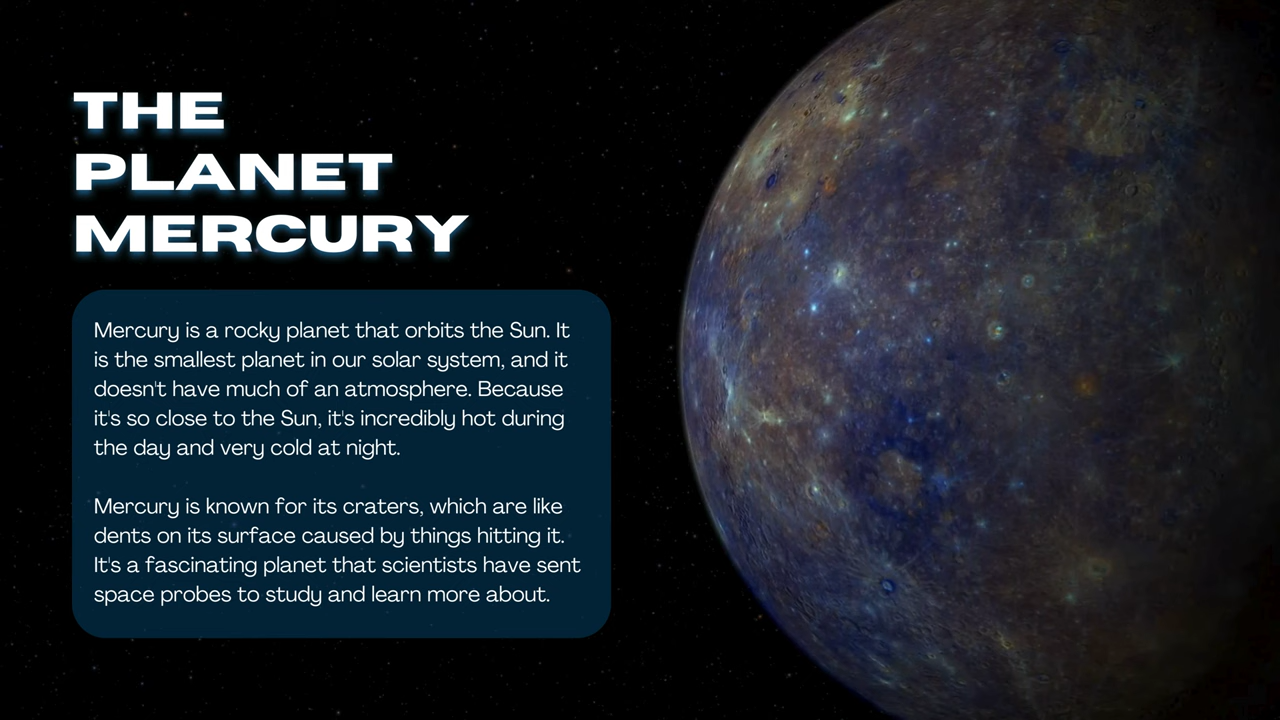 THE
PLANET
MERCURY
Mercury is a rocky planet that orbits the Sun. It
is the smallest planet in our solar system, and it
doesn't have much of an atmosphere. Because
it's so close to the Sun, it's incredibly hot during
the day and very cold at night.
Mercury is known for its craters, which are like
dents on its surface caused by things hitting it.
It's a fascinating planet that scientists have sent
space probes to study and learn more about.